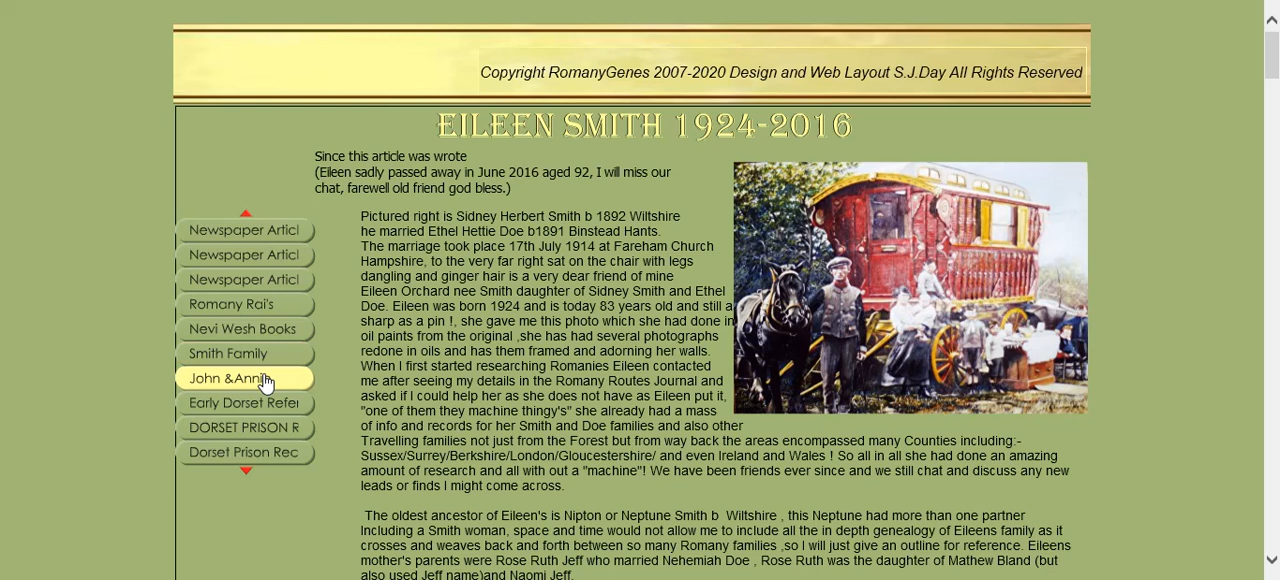 Copyright RomanyGenes 2007-2020 Design and Web Layout S.J.Day All Rights Reserved
EILEEN SMITH 1924-2016
Since this article was wrote
(Eileen sadly passed away in June 2016 aged 92, I will miss our
chat, farewell old friend god bless.)
Newspaper Articl
Newspaper Articl
Newspaper Articl
Romany Rai's
Nevi Wesh Books
Smith Family
John &Anni
Early Dorset Refer
DORSET PRISON R
Dorset Prison Rec
Pictured right is Sidney Herbert Smith b 1892 Wiltshire
he married Ethel Hettie Doe b1891 Binstead Hants.
The marriage took place 17th July 1914 at Fareham Church
Hampshire, to the very far right sat on the chair with legs
dangling and ginger hair is a very dear friend of mine
Eileen Orchard nee Smith daughter of Sidney Smith and Ethel
Doe. Eileen was born 1924 and is today 83 years old and still a
sharp as a pin !, she gave me this photo which she had done in
oil paints from the original ,she has had several photographs
redone in oils and has them framed and adorning her walls.
When I first started researching Romanies Eileen contacted
me after seeing my details in the Romany Routes Journal and
asked if I could help her as she does not have as Eileen put it,
"one of them they machine thingy's" she already had a mass
of info and records for her Smith and Doe families and also other
Travelling families not just from the Forest but from way back the areas encompassed many Counties including:-
Sussex/Surrey/Berkshire/London/Gloucestershire/ and even Ireland and Wales ! So all in all she had done an amazing
amount of research and all with out a "machine"! We have been friends ever since and we still chat and discuss any new
leads or finds I might come across.
The oldest ancestor of Eileen's is Nipton or Neptune Smith b Wiltshire , this Neptune had more than one partner
Including a Smith woman, space and time would not allow me to include all the in depth genealogy of Eileens family as it
crosses and weaves back and forth between so many Romany families ,so I will just give an outline for reference. Eileens
mother's parents were Rose Ruth Jeff who married Nehemiah Doe , Rose Ruth was the daughter of Mathew Bland (but
also used Jeff name)and Naomi Jeff.